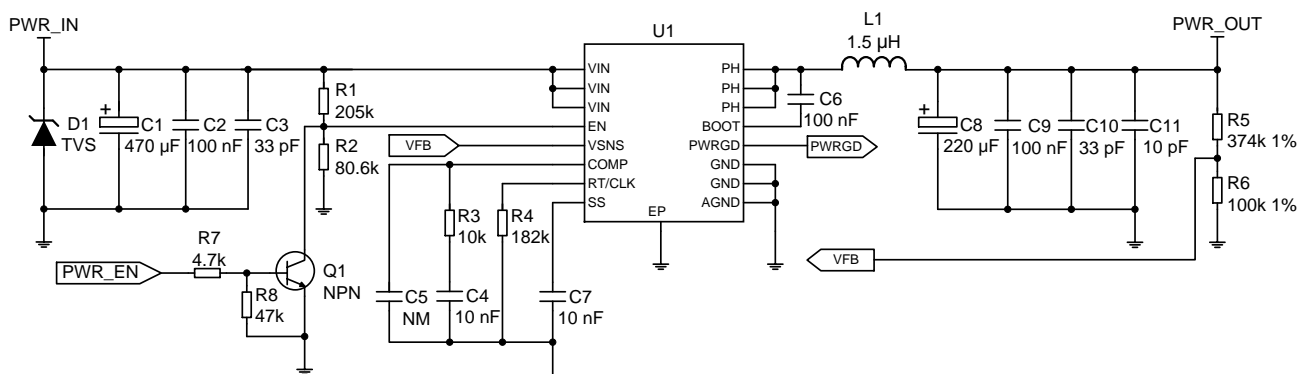 PWR_IN
D1
TVS
+
C1
470 µF
C2
100 nF
C3
33 pF
R1
205k
R2
80.6k
VFB
R7
4.7k
PWR_EN
R8
47k
Q1
NPN
C5
NM
R3
10k
C4
10 nF
R4
182k
C7
10 nF
U1
VIN
VIN
VIN
EN
VSNS
COMP
RT/CLK
SS
PH
PH
PH
BOOT
PWRGD
GND
GND
AGND
EP
C6
100 nF
PWRGD
L1
1.5 µH
+
C8
220 µF
C9
100 nF
C10
33 pF
C11
10 pF
PWR_OUT
R5
374k 1%
R6
100k 1%
VFB